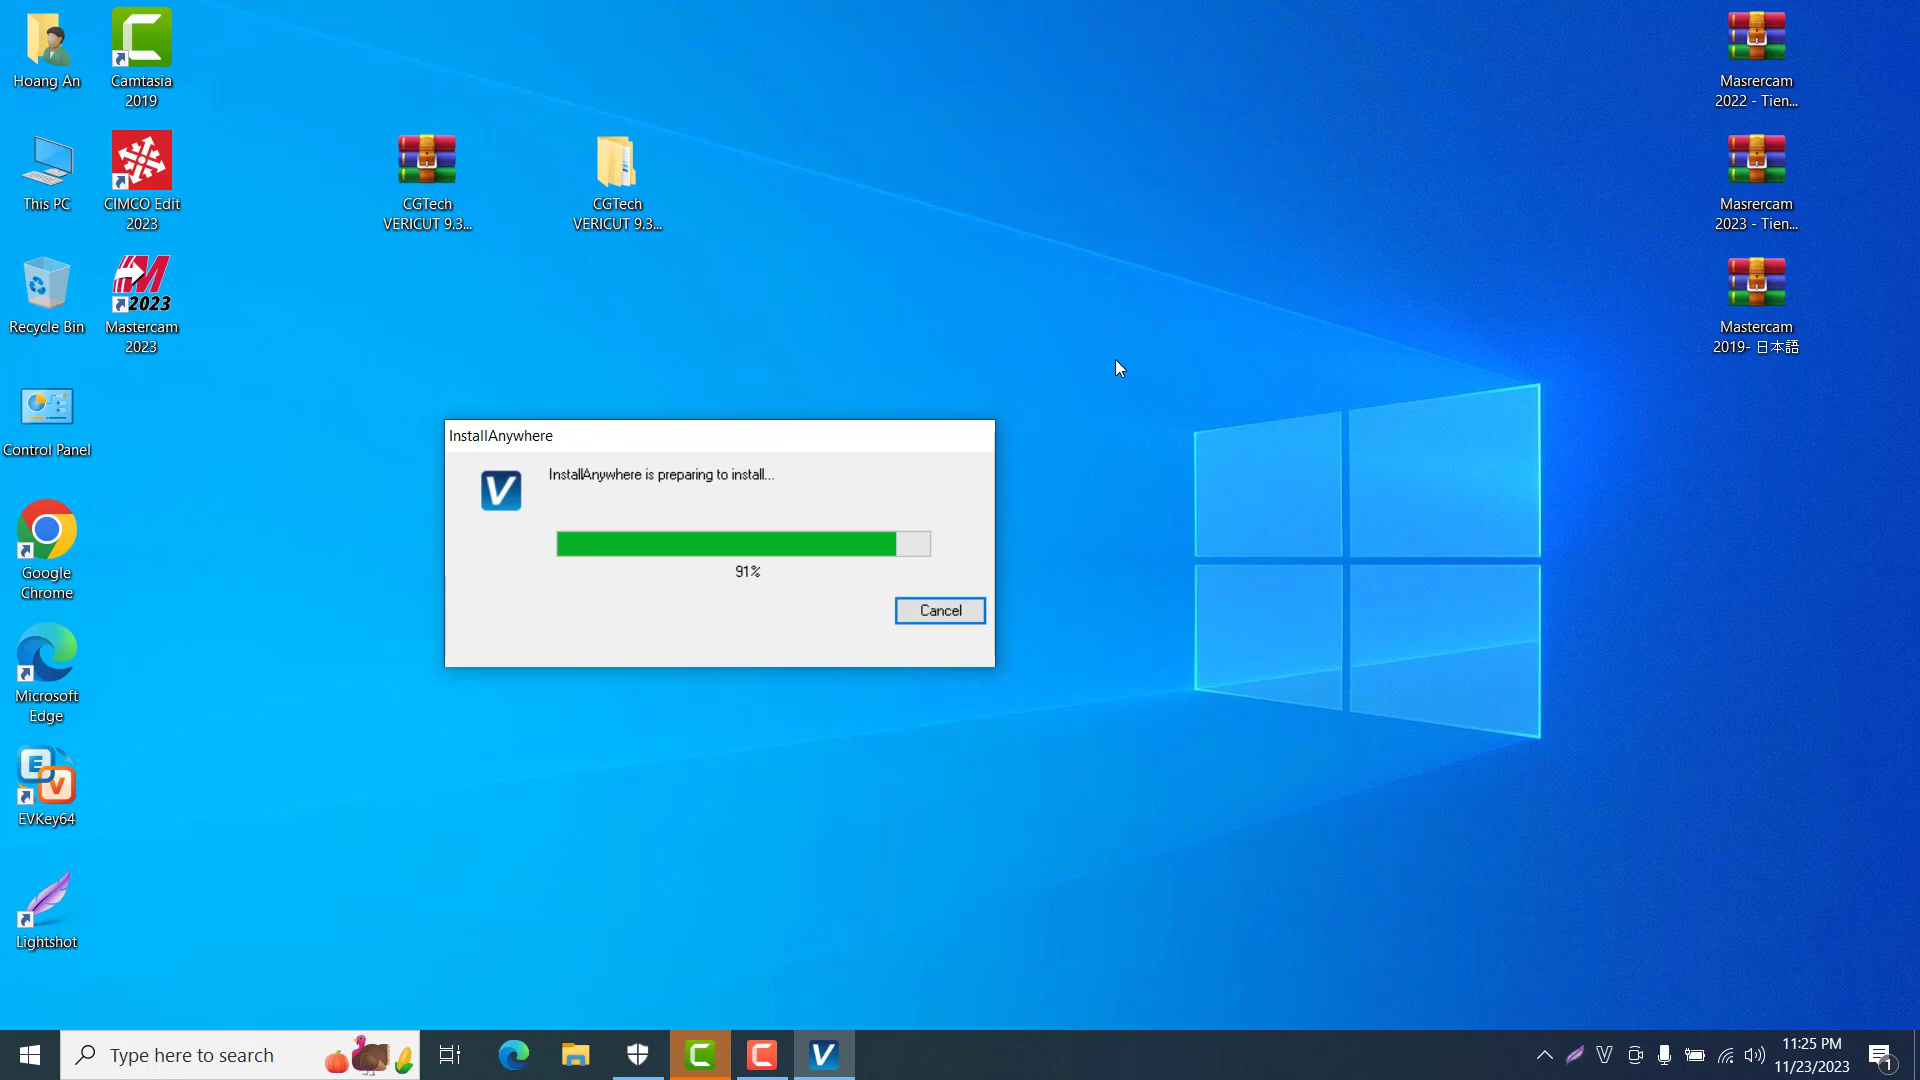 Hoang An
Camtasia
2019
This PC
CIMCO Edit
2023
Recycle Bin
2023
Mastercam
2023
Control Panel
Google
Chrome
Microsoft
Edge
E
V
EVKey64
Lightshot
CGTech
VERICUT 9.3...
CGTech
VERICUT 9.3...
Masrercam
2022 - Tien...
Masrercam
2023 - Tien...
Mastercam
2019- 日本語
InstallAnywhere
V
InstallAnywhere is preparing to install...
91%
Cancel
Type here to search
V
V
11:25 PM
11/23/2023
1